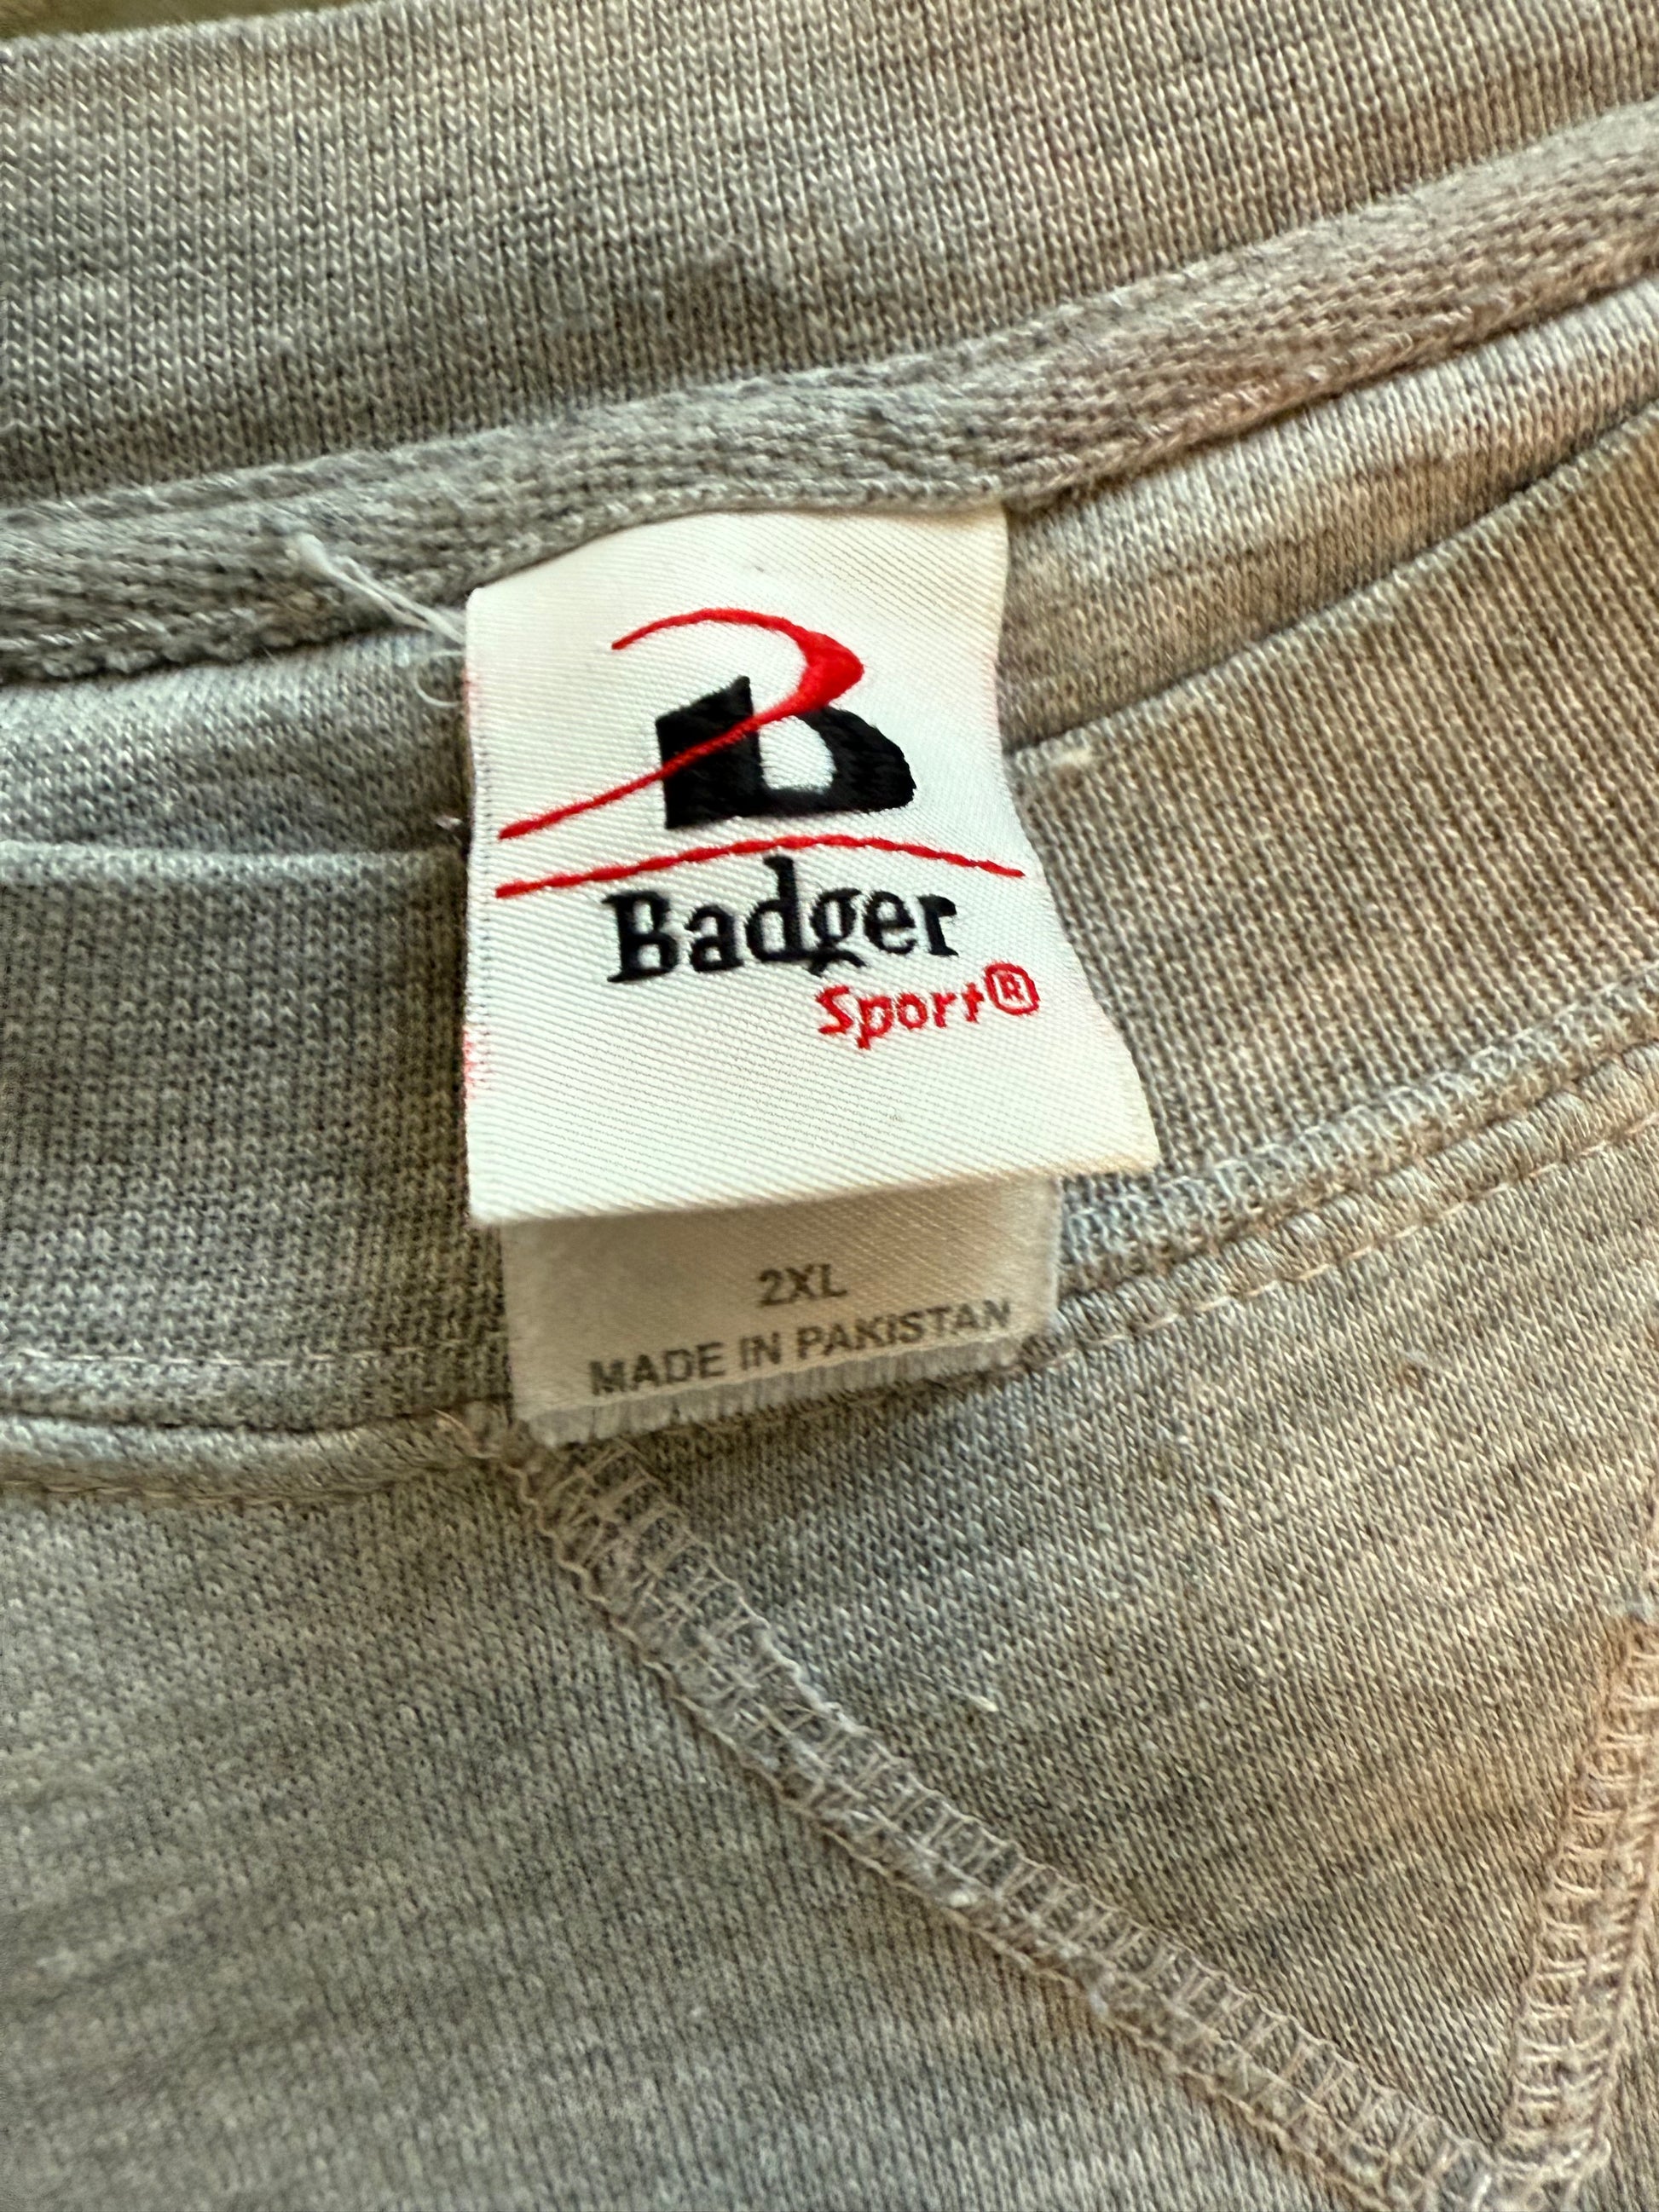 B
Badger
Sport®
2XL
MADE IN PAKISTAN